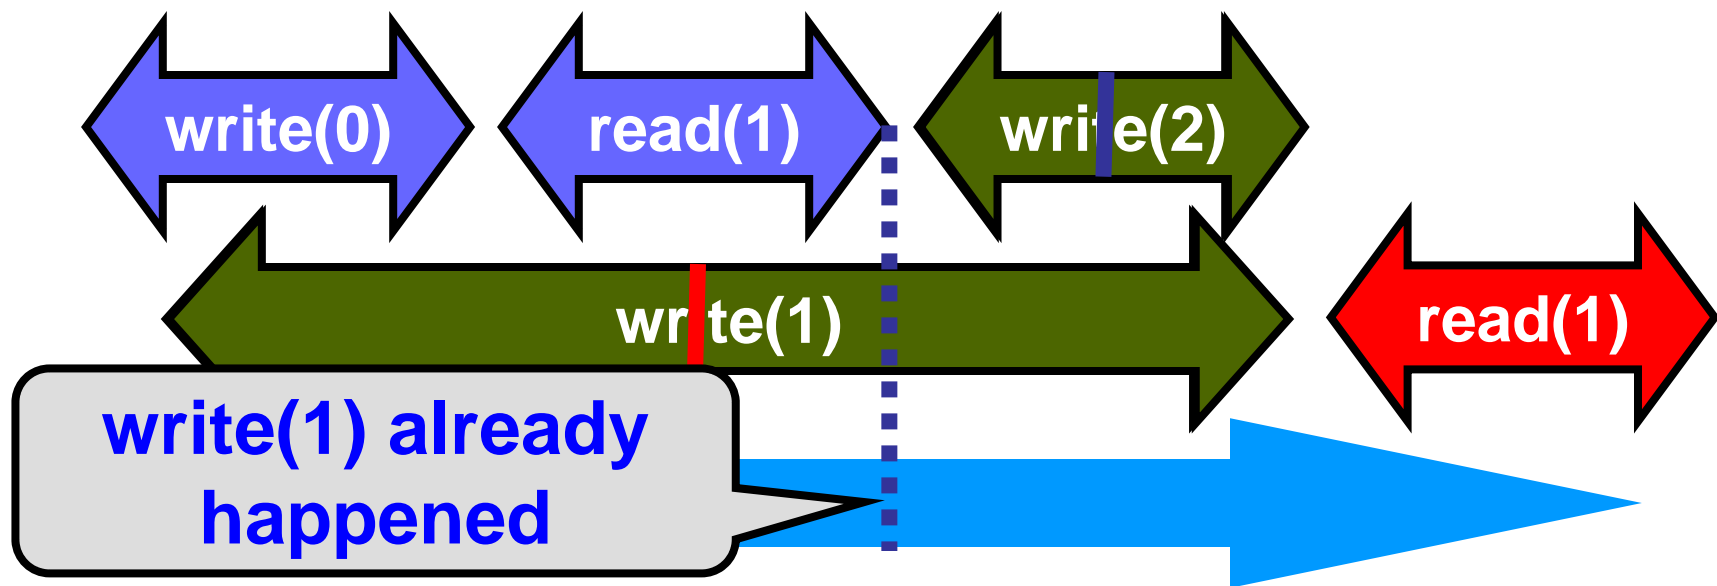 write(0)
read(1)
write(2)
write(1)
read(1)
write(1) already
happened